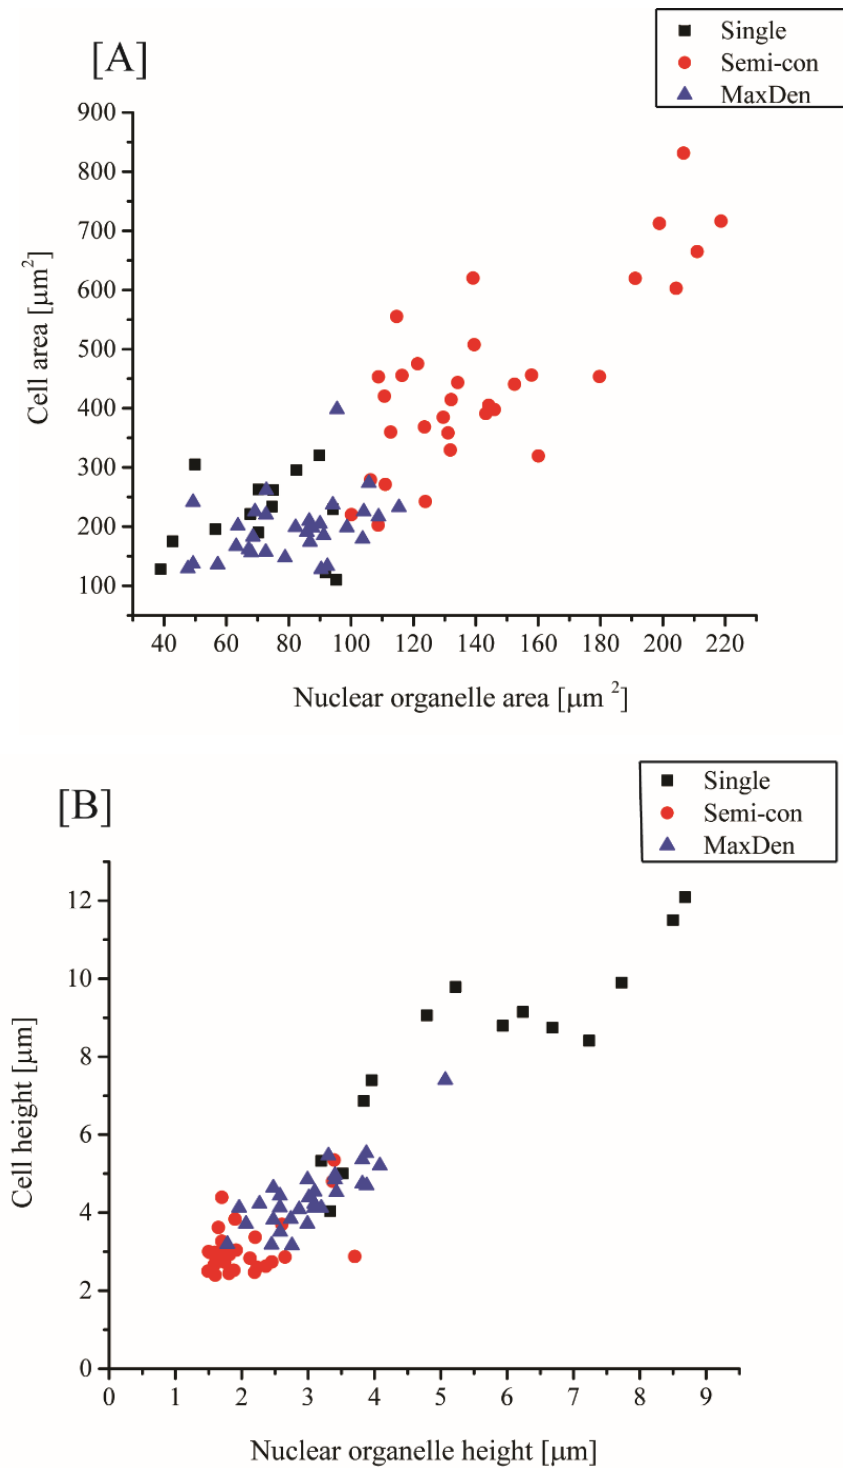 [A]
Single
Semi-con
MaxDen
900
800
700
600
500
400
300
200
100
Cell area [μm²]
40 60 80 100 120 140 160 180 200 220
Nuclear organelle area [μm ²]
[B]
Single
Semi-con
MaxDen
12
10
8
6
4
2
0
Cell height [μm]
0 1 2 3 4 5 6 7 8 9
Nuclear organelle height [μm]